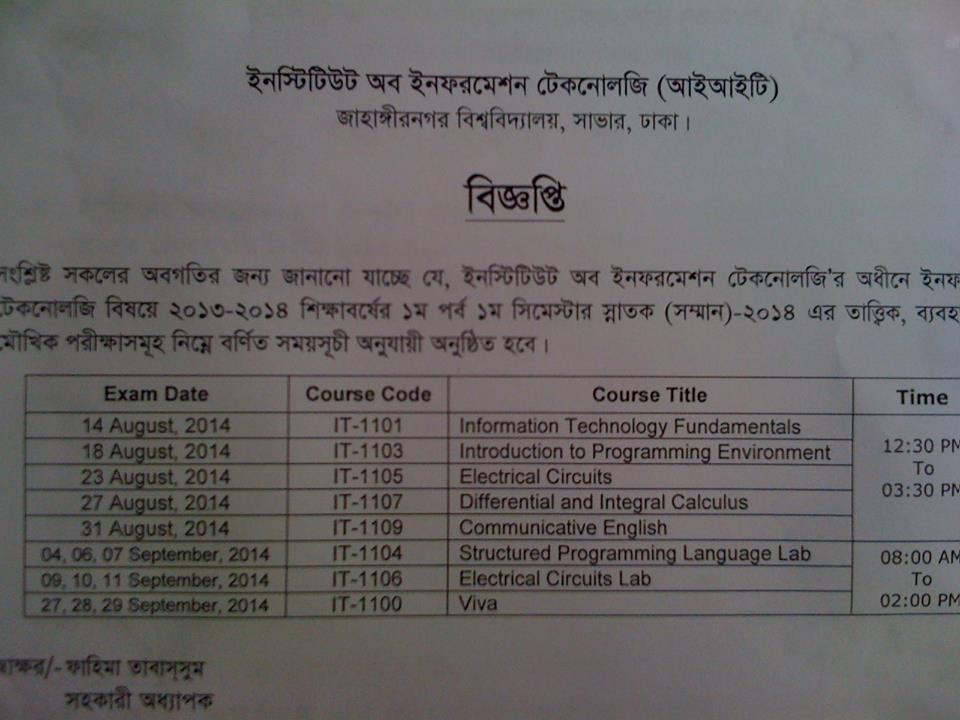 ইনস্টিটিউট অব ইনফরমেশন টেকনোলজি (আইআইটি)
জাহাঙ্গীরনগর বিশ্ববিদ্যালয়, সাভার, ঢাকা।
বিজ্ঞপ্তি
সংশ্লিষ্ট সকলের অবগতির জন্য জানানো যাচ্ছে যে, ইনস্টিটিউট অব ইনফরমেশন টেকনোলজি'র অধীনে
টেকনোলজি বিষয়ে ২০১৩-২০১৪ শিক্ষাবর্ষের ১ম পর্ব ১ম সিমেস্টার স্নাতক (সম্মান)-২০১৪ এর তাত্ত্বিক,
মৌখিক পরীক্ষাসমূহ নিম্নে বর্ণিত সময়সূচী অনুযায়ী অনুষ্ঠিত হবে।
Exam Date Course Code Course Title Time
14 August, 2014 IT-1101 Information Technology Fundamentals
18 August, 2014 IT-1103 Introduction to Programming Environment 12:30 PM
23 August, 2014 IT-1105 Electrical Circuits To
27 August, 2014 IT-1107 Differential and Integral Calculus 03:30 PM
31 August, 2014 IT-1109 Communicative English
04, 06, 07 September, 2014 IT-1104 Structured Programming Language Lab 08:00 AM
09, 10, 11 September, 2014 IT-1106 Electrical Circuits Lab To
27, 28, 29 September, 2014 IT-1100 Viva 02:00 PM
স্বাক্ষর/- ফাহিমা তাবাস্সুম
সহকারী অধ্যাপক